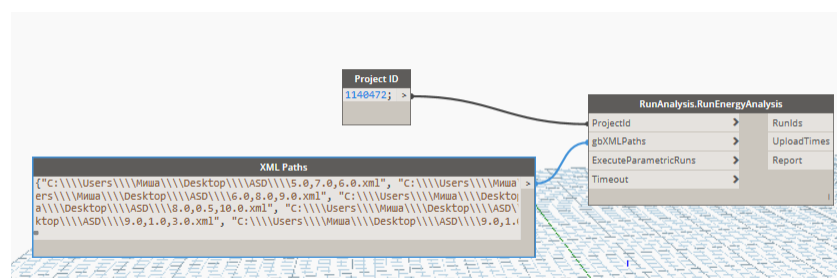 Project ID
1140472; >
RunAnalysis.RunEnergyAnalysis
ProjectId > RunIds
gbXMLPaths > UploadTimes
ExecuteParametricRuns > Report
Timeout >
XML Paths
{"C:\\\\Users\\\\Миша\\\\Desktop\\\\ASD\\\\5.0,7.0,6.0.xml", "C:\\\\Users\\\\Миша >
ers\\\\Миша\\\\Desktop\\\\ASD\\\\6.0,8.0,9.0.xml", "C:\\\\Users\\\\Миша\\\\Deskto
а\\\\Desktop\\\\ASD\\\\8.0,0.5,10.0.xml", "C:\\\\Users\\\\Миша\\\\Desktop\\\\ASD\
ktop\\\\ASD\\\\9.0,1.0,3.0.xml", "C:\\\\Users\\\\Миша\\\\Desktop\\\\ASD\\\\9.0,1.